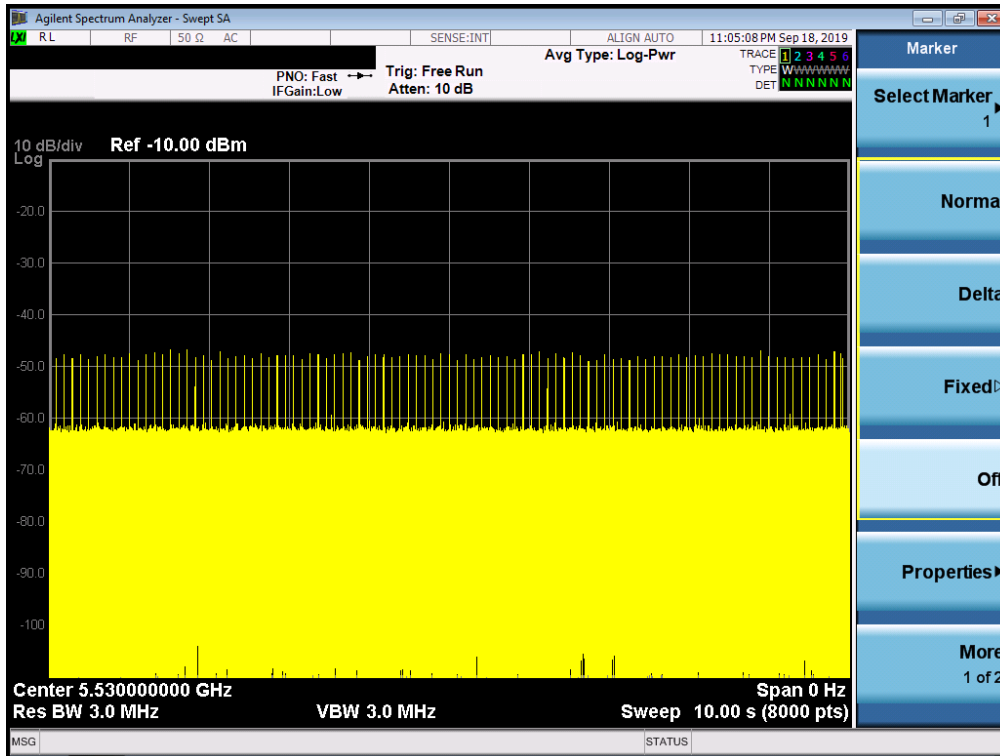 Agilent Spectrum Analyzer - Swept SA
LXI RL RF 50 Ω AC SENSE:INT ALIGN AUTO 11:05:08 PM Sep 18, 2019
Marker
Avg Type: Log-Pwr
TRACE 1 2 3 4 5 6
PNO: Fast Trig: Free Run
TYPE WWWWWW
IFGain:Low Atten: 10 dB
DET N N N N N N
Select Marker
1
10 dB/div Ref -10.00 dBm
Log
-20.0
Norma
-30.0
Delta
-40.0
-50.0
Fixed
-60.0
-70.0
Off
-80.0
-90.0
Properties
-100
More
1 of 2
Center 5.530000000 GHz Span 0 Hz
Res BW 3.0 MHz VBW 3.0 MHz Sweep 10.00 s (8000 pts)
MSG STATUS